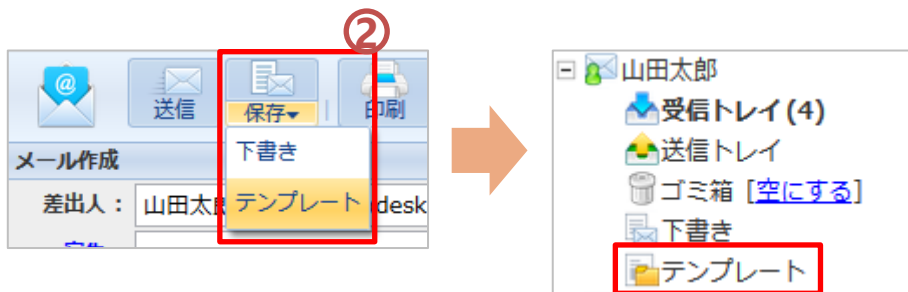 ②
送信
保存▼
印刷
下書き
テンプレート
メール作成
差出人：
山田太
desk
山田太郎
受信トレイ (4)
送信トレイ
ゴミ箱 [空にする]
下書き
テンプレート